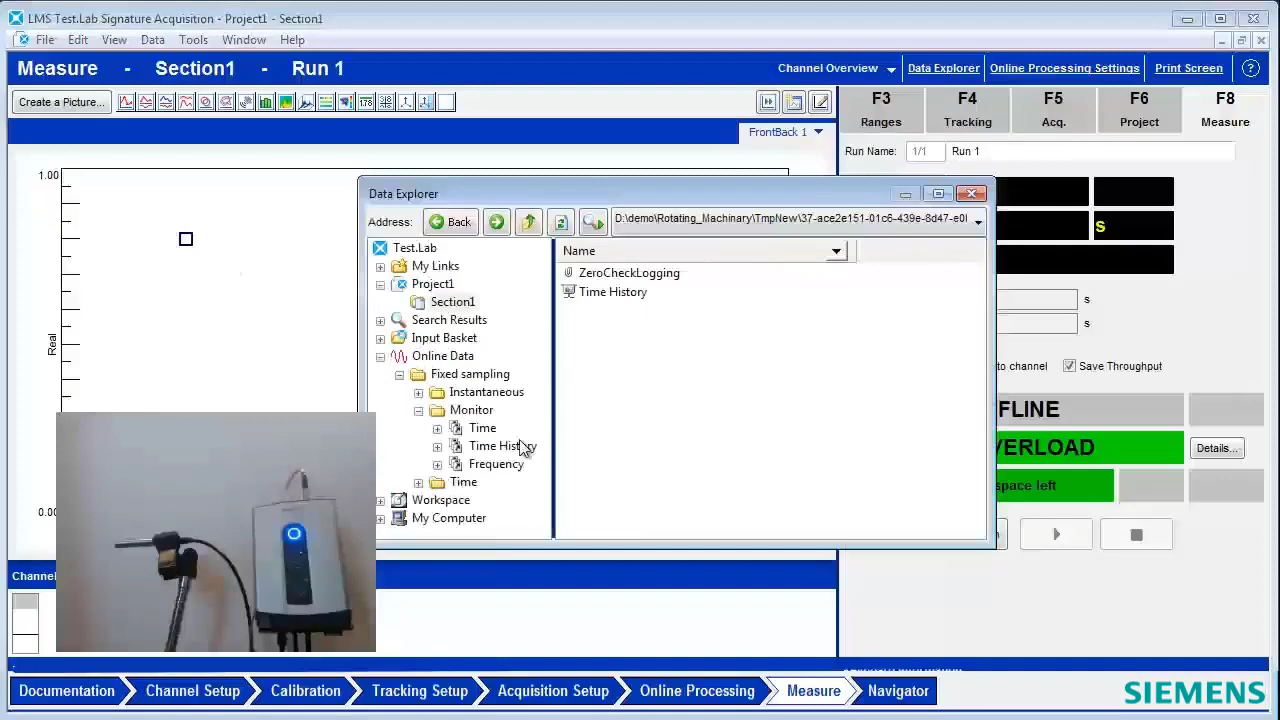 LMS Test.Lab Signature Acquisition - Project1 - Section1
File Edit View Data Tools Window Help
Measure - Section1 - Run 1
Channel Overview Data Explorer Online Processing Settings Print Screen ?
Create a Picture...
F3 F4 F5 F6 F8
Ranges Tracking Acq. Project Measure
FrontBack 1
Run Name: 1/1 Run 1
1.00
Real
0.00
Data Explorer
Address: Back D:\demo\Rotating_Machinery\TmpNew\37-ace2e151-01c6-439e-8d47-e0
Test.Lab
My Links
Project1
Section1
Search Results
Input Basket
Online Data
Fixed sampling
Instantaneous
Monitor
Time
Time History
Frequency
Time
Workspace
My Computer
Name
ZeroCheckLogging
Time History
s
s
s
to channel Save Throughput
FLINE
VERLOAD Details...
space left
Channel
Documentation Channel Setup Calibration Tracking Setup Acquisition Setup Online Processing Measure Navigator
SIEMENS